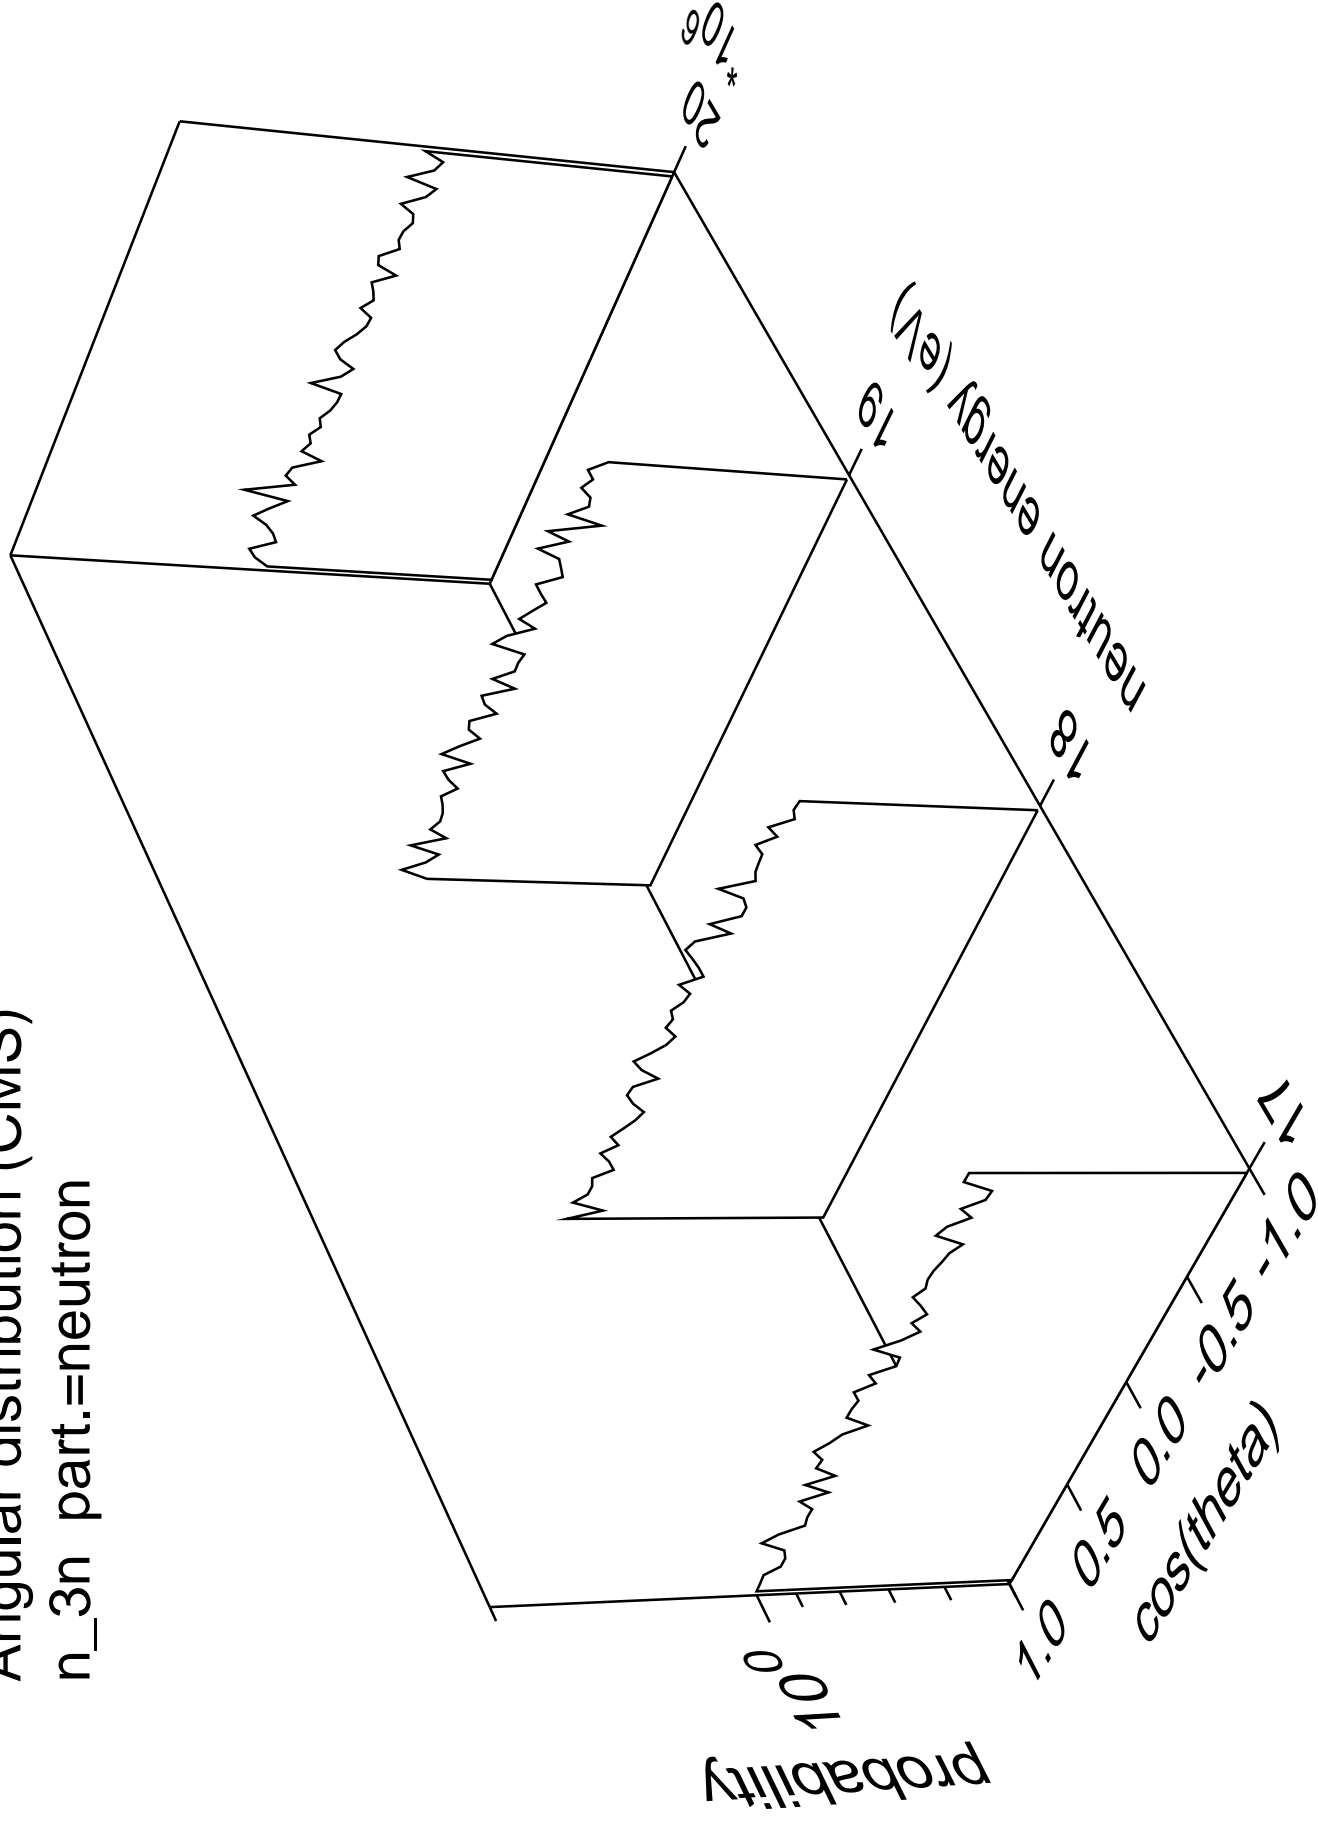 Angular distribution (CMS)
n_3n part.=neutron
probability
10
0
cos(theta)
1.0
0.5
0.0
-0.5
-1.0
neutron energy (eV)
17
18
19
20
*
10
6